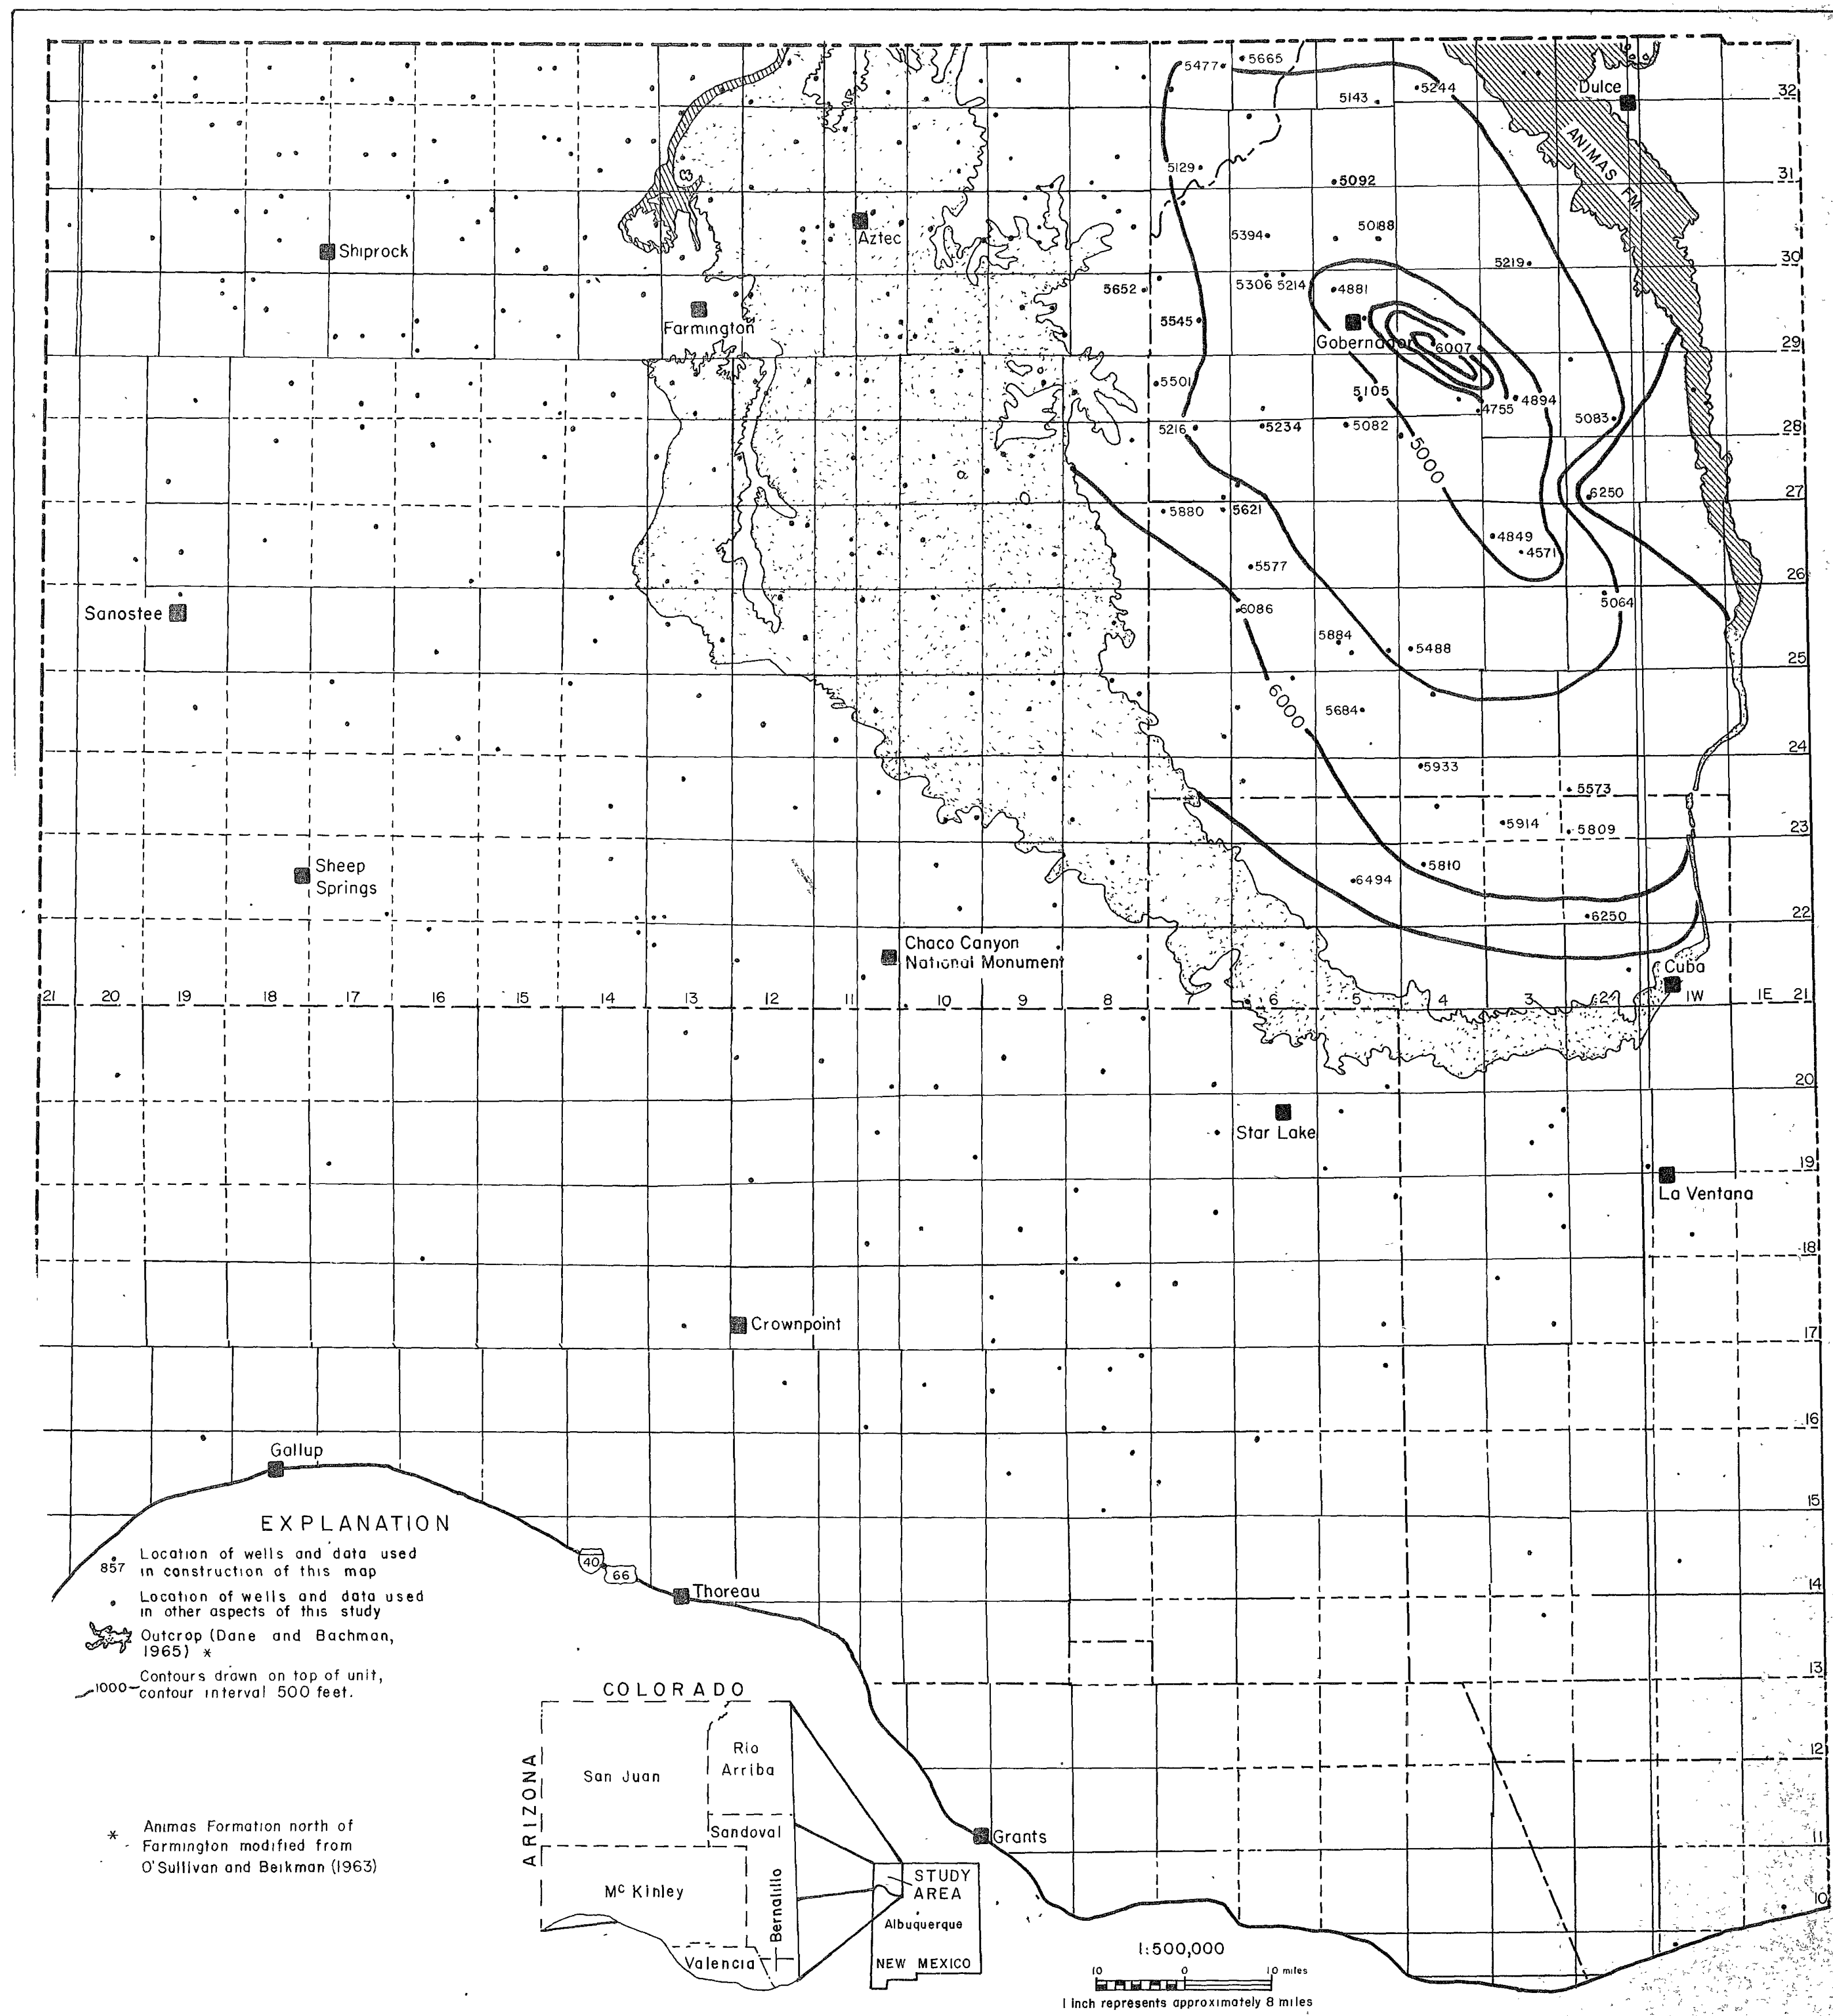 5477
5665
5244
5143
Dulce
32
ANIMAS FM.
5129
5092
31
Shiprock
Aztec
5394
5088
5219
30
5652
5306 5214 4881
Farmington
5545
Gobernador
6007
29
5501
5105
4755
4894
5083
5216
5234
5082
28
5000
6250
27
5880
5621
4849
4571
5577
26
Sanostee
6086
5064
5884
5488
25
6000
5684
24
5933
5573
5914
5809
23
Sheep
Springs
5810
6494
22
6250
Chaco Canyon
National Monument
Cuba
21 20 19 18 17 16 15 14 13 12 11 10 9 8 7 6 5 4 3 2 1W 1E 21
20
Star Lake
19
La Ventana
18
Crownpoint
17
16
Gallup
15
EXPLANATION
857 Location of wells and data used
in construction of this map
Location of wells and data used
in other aspects of this study
Outcrop (Dane and Bachman,
1965) *
1000 Contours drawn on top of unit,
contour interval 500 feet.
40
66
Thoreau
14
13
COLORADO
ARIZONA
San Juan
Rio
Arriba
Sandoval
12
* Animas Formation north of
Farmington modified from
O'Sullivan and Beikman (1963)
Grants
11
Mc Kinley
Bernalillo
STUDY
AREA
Albuquerque
Valencia
NEW MEXICO
10
1:500,000
10 0 10 miles
1 inch represents approximately 8 miles